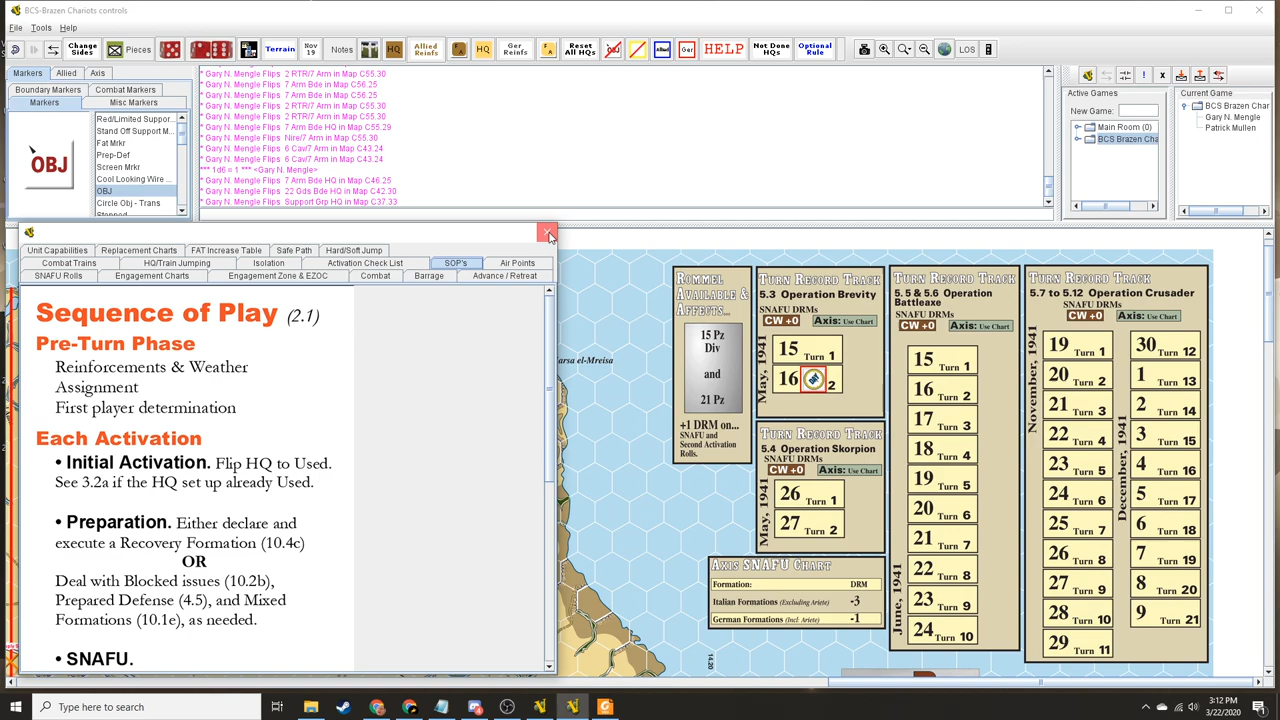 BCS-Brazen Chariots controls
File Tools Help
Change Sides
Pieces
Terrain
Nov 19
Notes
HQ
Allied Reinfs
HQ
Ger Reinfs
Reset All HQs
OBJ
Allied
Ger
HELP
Not Done HQs
Optional Rule
LOS
Markers Allied Axis
Boundary Markers Combat Markers
Markers Misc Markers
OBJ
Red/Limited Suppor...
Stand Off Support M...
Fat Mrkr
Prep-Def
Screen Mrkr
Cool Looking Wire ...
OBJ
Circle Obj - Trans
* Gary N. Mengle Flips 2 RTR/7 Arm in Map C55.30
* Gary N. Mengle Flips 7 Arm Bde in Map C56.25
* Gary N. Mengle Flips 2 RTR/7 Arm in Map C55.30
* Gary N. Mengle Flips 2 RTR/7 Arm in Map C55.30
* Gary N. Mengle Flips 7 Arm Bde in Map C56.25
* Gary N. Mengle Flips 7 Arm Bde HQ in Map C55.29
* Gary N. Mengle Flips Nire/7 Arm in Map C55.30
* Gary N. Mengle Flips 6 Cav/7 Arm in Map C43.24
* Gary N. Mengle Flips 6 Cav/7 Arm in Map C43.24
*** 1d6 = 1 *** <Gary N. Mengle>
* Gary N. Mengle Flips 7 Arm Bde HQ in Map C46.25
* Gary N. Mengle Flips 22 Gds Bde HQ in Map C42.30
* Gary N. Mengle Flips Support Grp HQ in Map C37.33
Active Games
New Game:
Main Room (0)
BCS Brazen Cha
Current Game
BCS Brazen Char
Gary N. Mengle
Patrick Mullen
Unit Capabilities Replacement Charts FAT Increase Table Safe Path Hard/Soft Jump
Combat Trains HQ/Train Jumping Isolation Activation Check List SOP's Air Points
SNAFU Rolls Engagement Charts Engagement Zone & EZOC Combat Barrage Advance / Retreat
Sequence of Play (2.1)
Pre-Turn Phase
Reinforcements & Weather
Assignment
First player determination
Each Activation
• Initial Activation. Flip HQ to Used.
See 3.2a if the HQ set up already Used.
• Preparation. Either declare and
execute a Recovery Formation (10.4c)
OR
Deal with Blocked issues (10.2b),
Prepared Defense (4.5), and Mixed
Formations (10.1e), as needed.
• SNAFU.
arsa el-Mreisa
14.20
Rommel
Available &
Affects...
15 Pz
Div
and
21 Pz
+1 DRM on...
SNAFU and
Second Activation
Rolls.
Turn Record Track
5.3 Operation Brevity
SNAFU DRMs
CW +0 Axis: Use Chart
May, 1941
15 Turn 1
16 2
Turn Record Track
5.4 Operation Skorpion
SNAFU DRMs
CW +0 Axis: Use Chart
May, 1941
26 Turn 1
27 Turn 2
Axis SNAFU Chart
Formation: DRM
Italian Formations (Excluding Ariete) -3
German Formations (Incl. Ariete) -1
Turn Record Track
5.5 & 5.6 Operation
Battleaxe
SNAFU DRMs
CW +0 Axis: Use Chart
June, 1941
15 Turn 1
16 Turn 2
17 Turn 3
18 Turn 4
19 Turn 5
20 Turn 6
21 Turn 7
22 Turn 8
23 Turn 9
24 Turn 10
Turn Record Track
5.7 to 5.12 Operation Crusader
SNAFU DRMs
CW +0 Axis: Use Chart
November, 1941
19 Turn 1
20 Turn 2
21 Turn 3
22 Turn 4
23 Turn 5
24 Turn 6
25 Turn 7
26 Turn 8
27 Turn 9
28 Turn 10
29 Turn 11
December, 1941
30 Turn 12
1 Turn 13
2 Turn 14
3 Turn 15
4 Turn 16
5 Turn 17
6 Turn 18
7 Turn 19
8 Turn 20
9 Turn 21
Type here to search
3:12 PM
3/22/2020